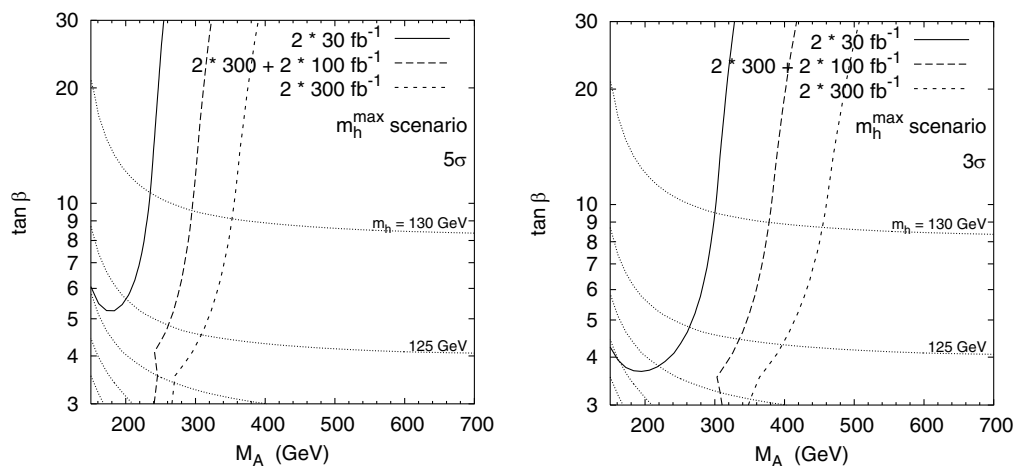 30
20
10
9
8
7
6
5
4
3
tan β
2 * 30 fb⁻¹
2 * 300 + 2 * 100 fb⁻¹
2 * 300 fb⁻¹
m_h^max scenario
5σ
m_h = 130 GeV
125 GeV
200 300 400 500 600 700
M_A (GeV)
30
20
10
9
8
7
6
5
4
3
tan β
2 * 30 fb⁻¹
2 * 300 + 2 * 100 fb⁻¹
2 * 300 fb⁻¹
m_h^max scenario
3σ
m_h = 130 GeV
125 GeV
200 300 400 500 600 700
M_A (GeV)